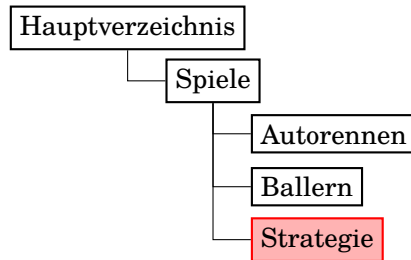 Hauptverzeichnis
Spiele
Autorennen
Ballern
Strategie